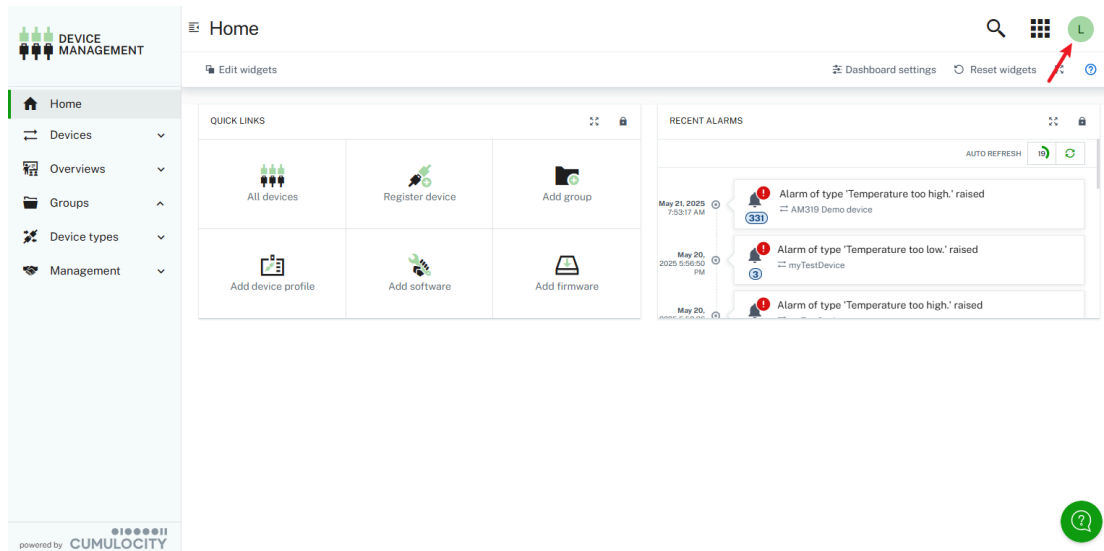 DEVICE
MANAGEMENT
Home
L
Edit widgets
Dashboard settings
Reset widgets
Home
Devices
Overviews
Groups
Device types
Management
QUICK LINKS
All devices
Register device
Add group
Add device profile
Add software
Add firmware
RECENT ALARMS
AUTO REFRESH
19
May 21, 2025
7:53:17 AM
331
Alarm of type 'Temperature too high.' raised
AM319 Demo device
May 20,
2025 5:56:50
PM
3
Alarm of type 'Temperature too low.' raised
myTestDevice
May 20,
Alarm of type 'Temperature too high.' raised
powered by CUMULOCITY